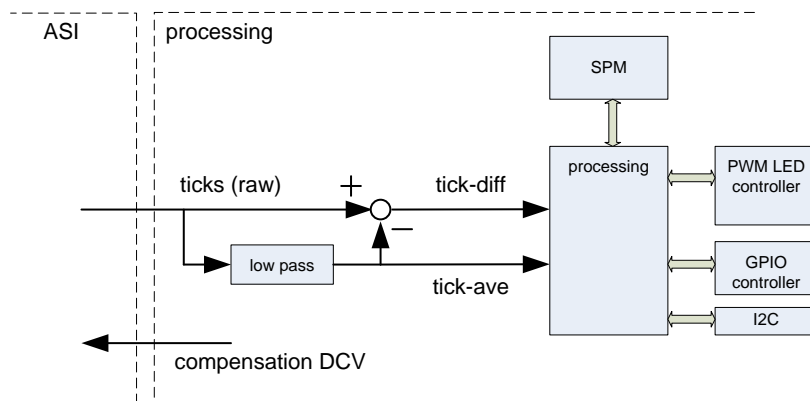 ASI
processing
SPM
processing
PWM LED
controller
ticks (raw)
+
tick-diff
−
low pass
GPIO
controller
tick-ave
I2C
compensation DCV